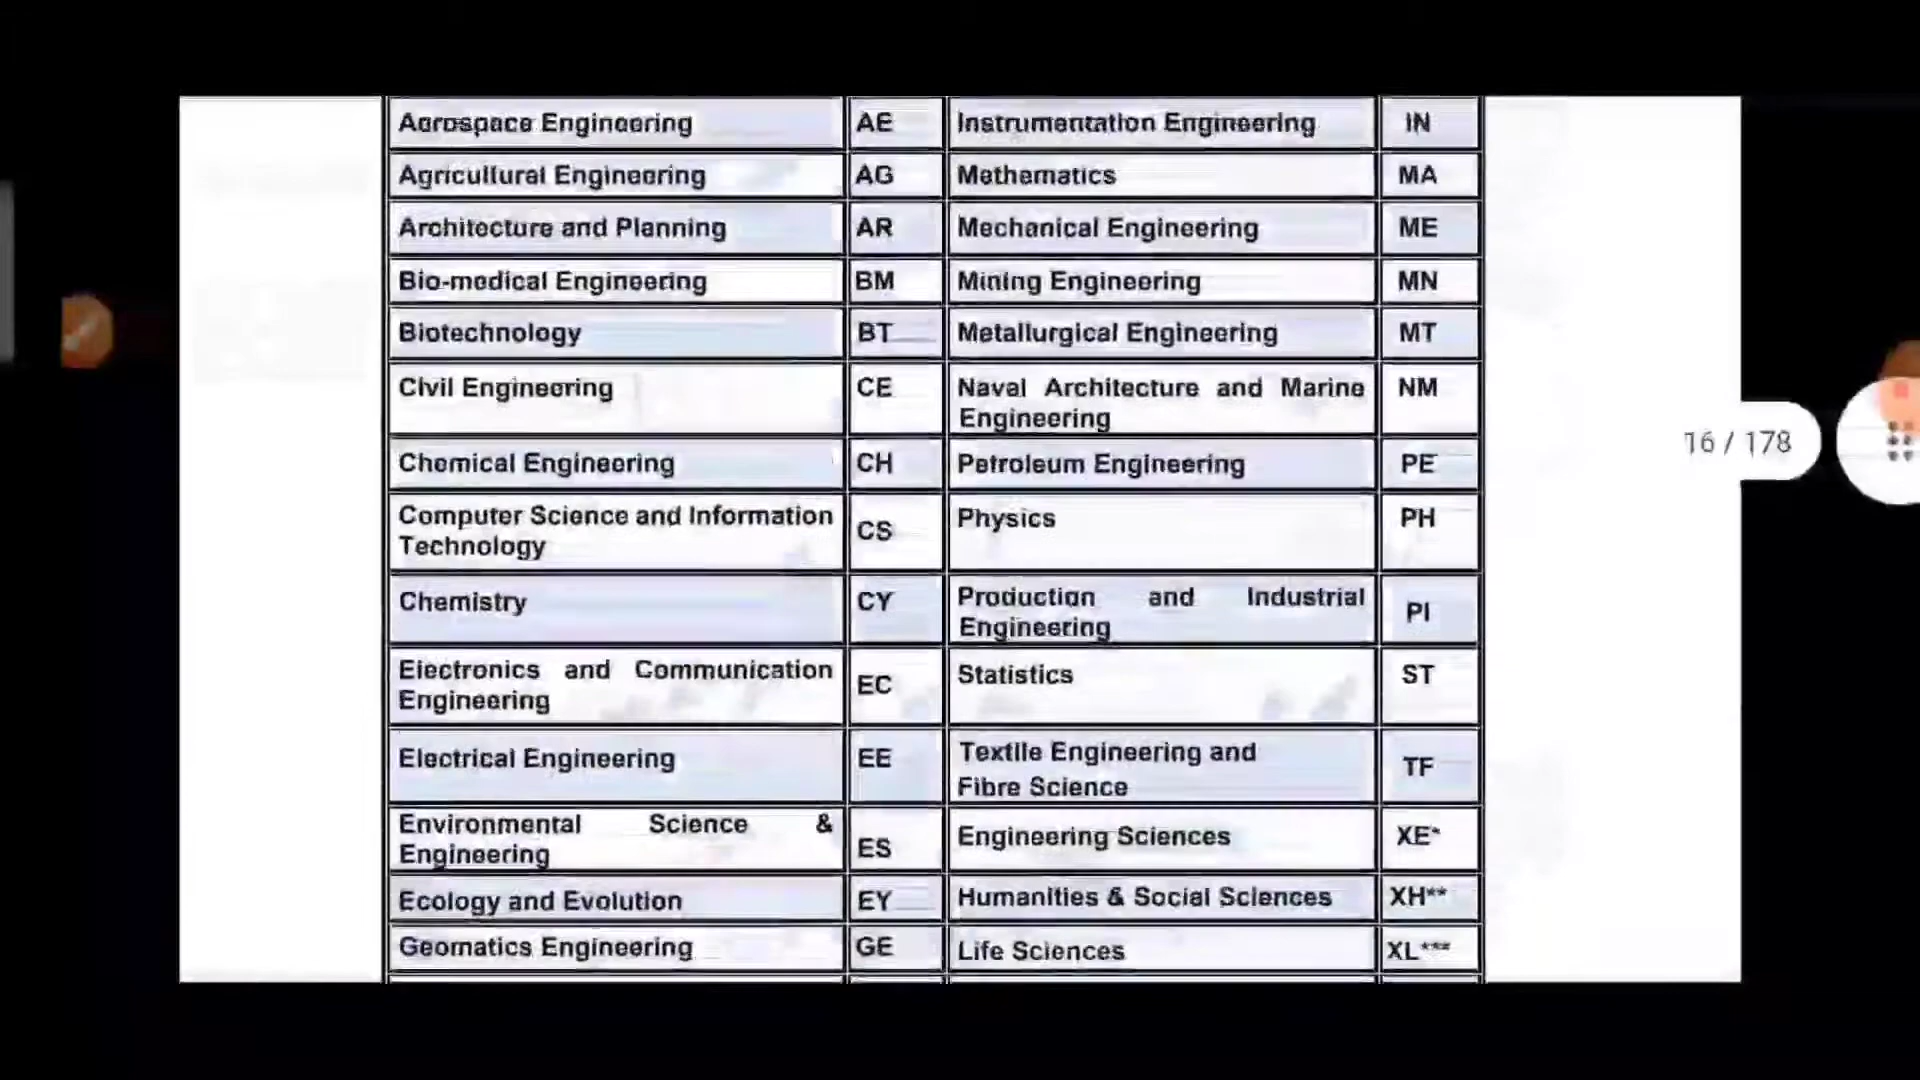 Aerospace Engineering AE Instrumentation Engineering IN
Agricultural Engineering AG Mathematics MA
Architecture and Planning AR Mechanical Engineering ME
Bio-medical Engineering BM Mining Engineering MN
Biotechnology BT Metallurgical Engineering MT
Civil Engineering CE Naval Architecture and Marine NM
Engineering
16 / 178
Chemical Engineering CH Petroleum Engineering PE
Computer Science and Information
Technology CS Physics PH
Chemistry CY Production and Industrial
Engineering PI
Electronics and Communication
Engineering EC Statistics ST
Electrical Engineering EE Textile Engineering and
Fibre Science TF
Environmental Science &
Engineering ES Engineering Sciences XE*
Ecology and Evolution EY Humanities & Social Sciences XH**
Geomatics Engineering GE Life Sciences XL***